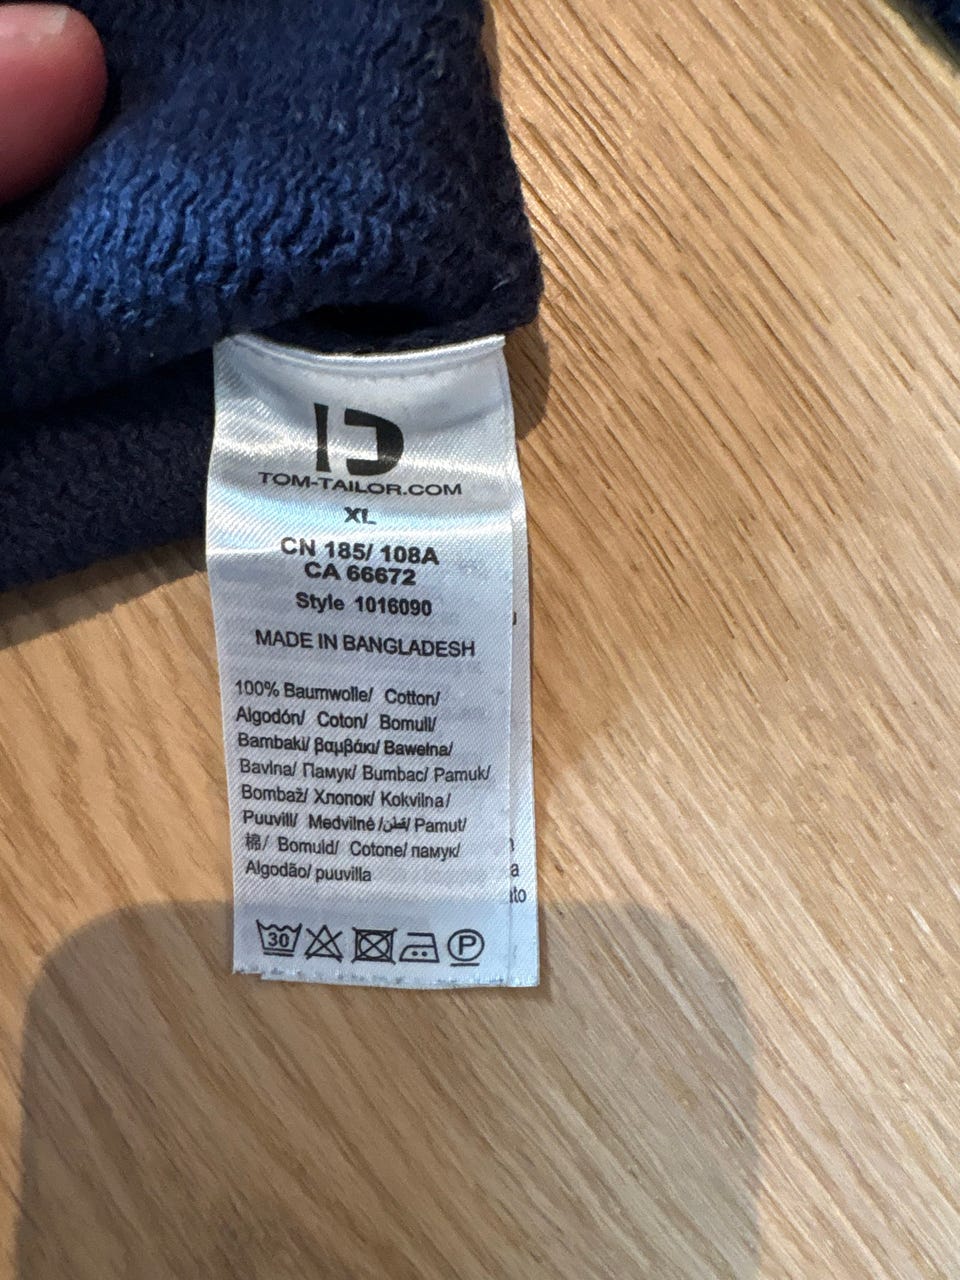 TOM-TAILOR.COM
XL
CN 185/ 108A
CA 66672
Style 1016090
MADE IN BANGLADESH
100% Baumwolle/ Cotton/
Algodón/ Coton/ Bomull/
Bambaki/ βαμβάκι/ Bawełna/
Bavlna/ Памук/ Bumbac/ Pamuk/
Bombaž/ Хлопок/ Kokvilna/
Puuvill/ Medvilnė /قطن/ Pamut/
棉/ Bomuld/ Cotone/ памук/
Algodão/ puuvilla
30 P